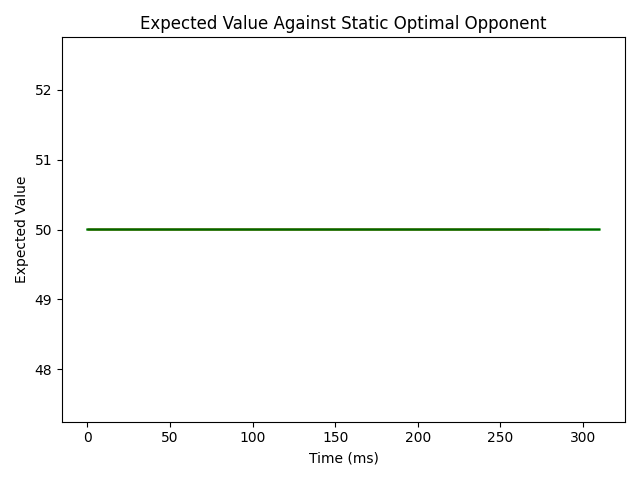 Expected Value Against Static Optimal Opponent
52
51
50
49
48
Expected Value
0 50 100 150 200 250 300
Time (ms)